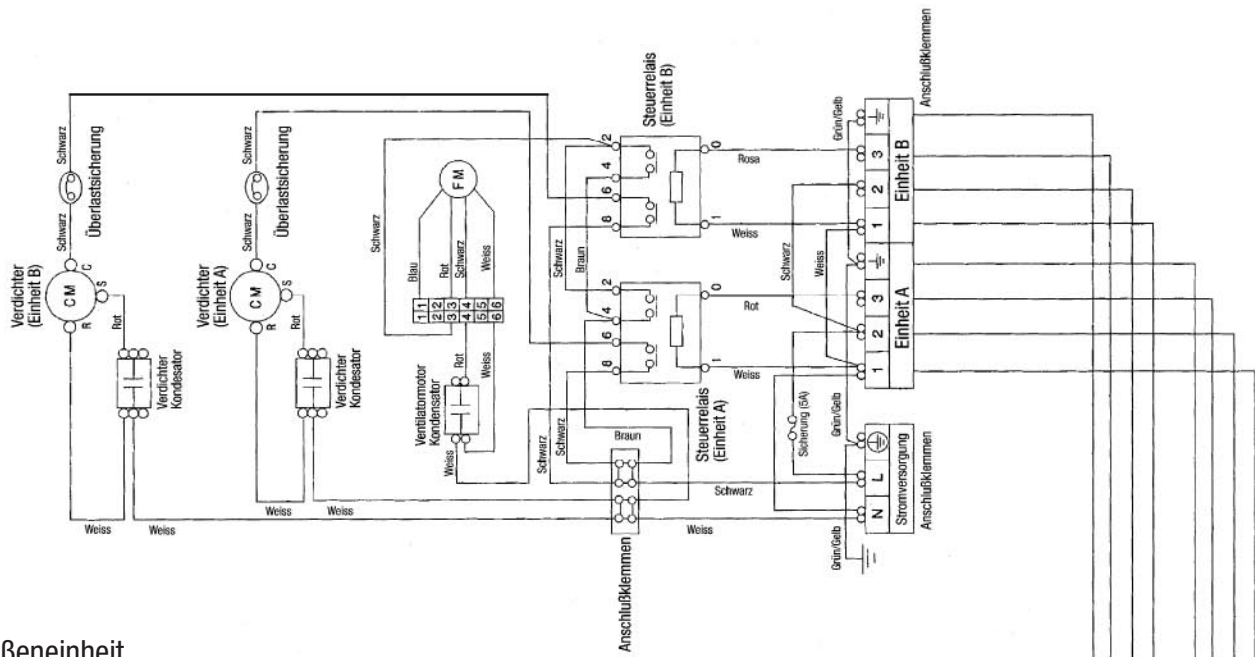 Verdichter
(Einheit B)
CM
R
C
S
Schwarz
Schwarz
Überlastsicherung
Rot
Verdichter
Kondesator
Weiss
Weiss
Verdichter
(Einheit A)
CM
R
C
S
Schwarz
Schwarz
Überlastsicherung
Rot
Verdichter
Kondesator
Weiss
Weiss
FM
Schwarz
Blau
Rot
Schwarz
Weiss
1 1
2 2
3 3
4 4
5 5
6 6
Rot
Weiss
Ventilatormotor
Kondensator
Weiss
Steuerrelais
(Einheit B)
2
4
6
8
0
1
Rosa
Weiss
Schwarz
Braun
Steuerrelais
(Einheit A)
2
4
6
8
0
1
Rot
Weiss
Schwarz
Schwarz
Braun
Schwarz
Weiss
Anschlußklemmen
Schwarz
Weiss
Sicherung (5A)
Grün/Gelb
Grün/Gelb
Grün/Gelb
Anschlußklemmen
Einheit B
3
2
1
Einheit A
3
2
1
L
N
Stromversorgung
Anschlußklemmen
ßeneinheit